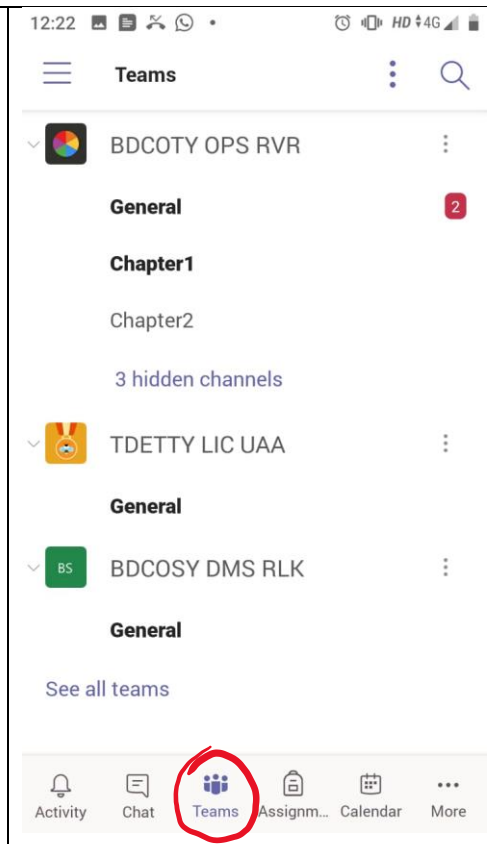 12:22 HD 4G
Teams
BDCOTY OPS RVR
General 2
Chapter1
Chapter2
3 hidden channels
TDETTY LIC UAA
General
BS BDCOSY DMS RLK
General
See all teams
Activity Chat Teams Assignm... Calendar More